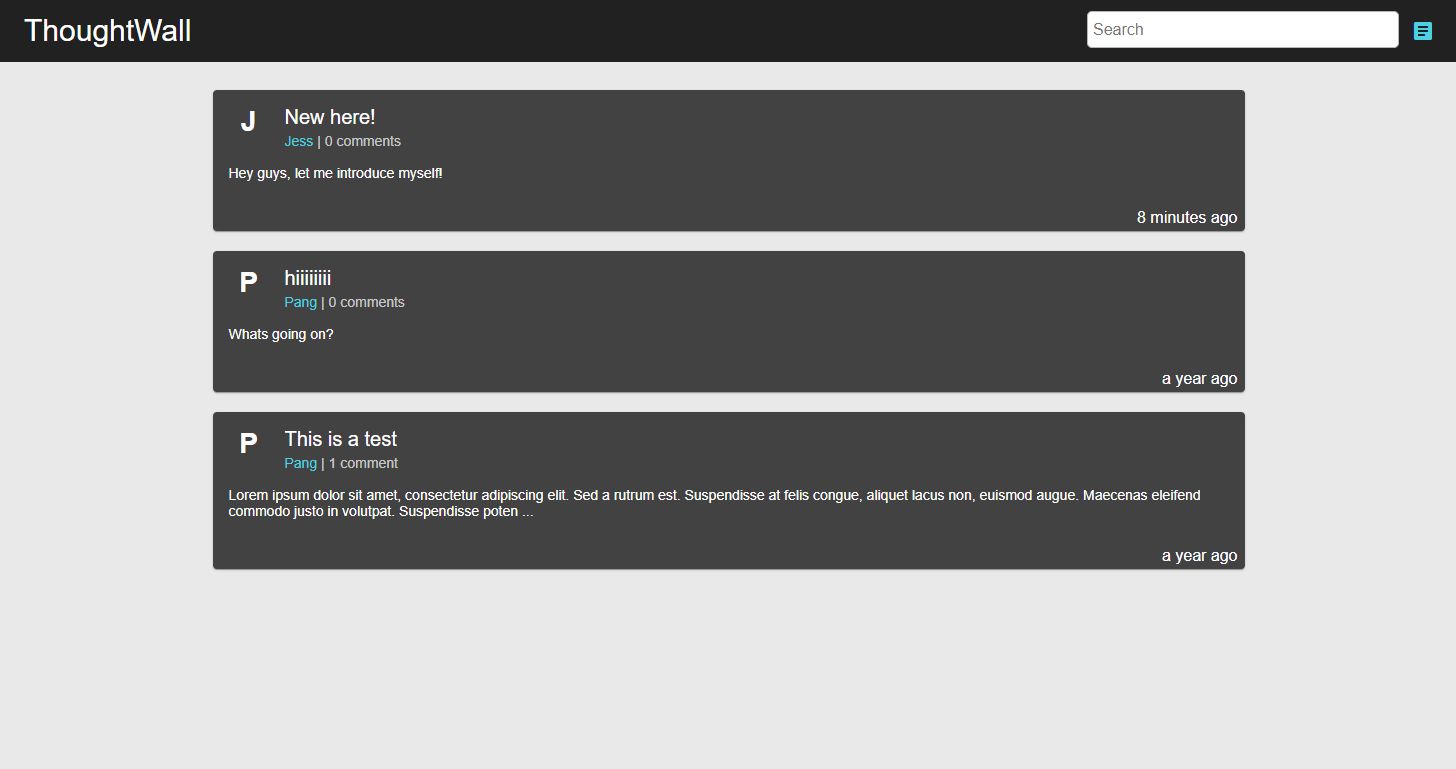 ThoughtWall
Search
J
New here!
Jess | 0 comments
Hey guys, let me introduce myself!
8 minutes ago
P
hiiiiiiii
Pang | 0 comments
Whats going on?
a year ago
P
This is a test
Pang | 1 comment
Lorem ipsum dolor sit amet, consectetur adipiscing elit. Sed a rutrum est. Suspendisse at felis congue, aliquet lacus non, euismod augue. Maecenas eleifend
commodo justo in volutpat. Suspendisse poten ...
a year ago